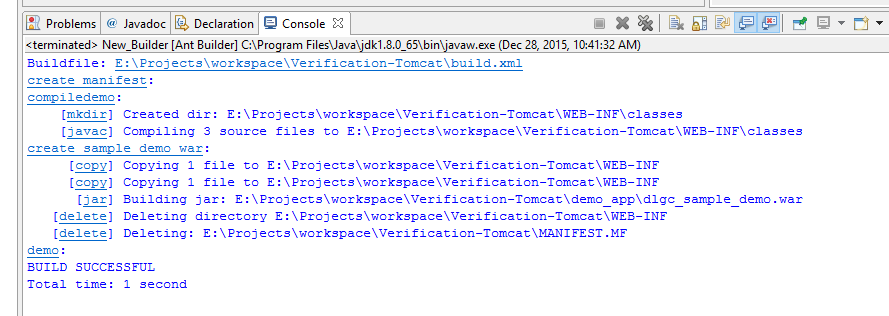 Problems @ Javadoc Declaration Console
<terminated> New_Builder [Ant Builder] C:\Program Files\Java\jdk1.8.0_65\bin\javaw.exe (Dec 28, 2015, 10:41:32 AM)
Buildfile: E:\Projects\workspace\Verification-Tomcat\build.xml
create manifest:
compiledemo:
[mkdir] Created dir: E:\Projects\workspace\Verification-Tomcat\WEB-INF\classes
[javac] Compiling 3 source files to E:\Projects\workspace\Verification-Tomcat\WEB-INF\classes
create sample demo war:
[copy] Copying 1 file to E:\Projects\workspace\Verification-Tomcat\WEB-INF
[copy] Copying 1 file to E:\Projects\workspace\Verification-Tomcat\WEB-INF
[jar] Building jar: E:\Projects\workspace\Verification-Tomcat\demo_app\dlgc_sample_demo.war
[delete] Deleting directory E:\Projects\workspace\Verification-Tomcat\WEB-INF
[delete] Deleting: E:\Projects\workspace\Verification-Tomcat\MANIFEST.MF
demo:
BUILD SUCCESSFUL
Total time: 1 second